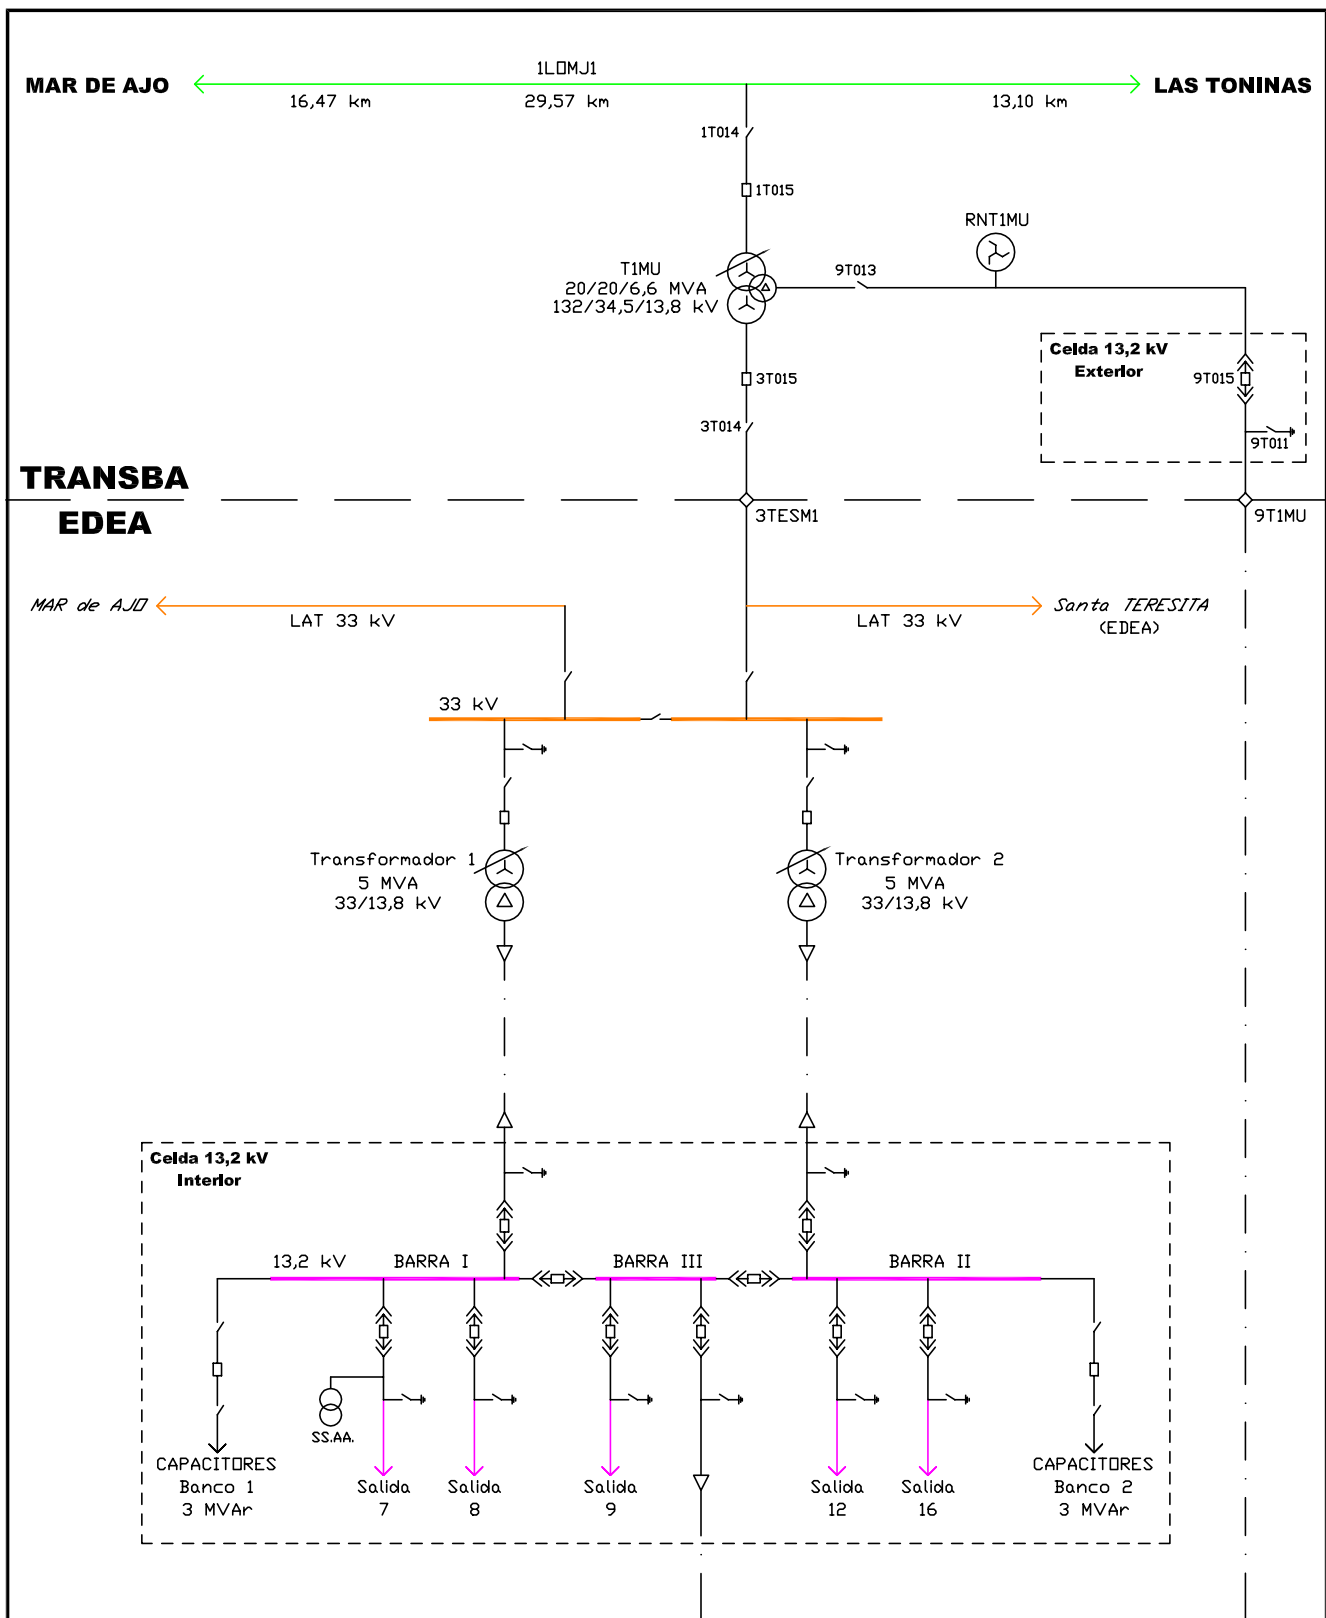 1LOMJ1
MAR DE AJO
LAS TONINAS
16,47 km
29,57 km
13,10 km
1T014
1T015
RNT1MU
T1MU
20/20/6,6 MVA
132/34,5/13,8 kV
9T013
Celda 13,2 kV
Exterior
9T015
3T015
3T014
9T011
TRANSBA
EDEA
3TESM1
9T1MU
MAR de AJO
LAT 33 kV
LAT 33 kV
Santa TERESITA
(EDEA)
33 kV
Transformador 1
5 MVA
33/13,8 kV
Transformador 2
5 MVA
33/13,8 kV
Celda 13,2 kV
Interior
13,2 kV
BARRA I
BARRA III
BARRA II
SS.AA.
CAPACITORES
Banco 1
3 MVAr
Salida
7
Salida
8
Salida
9
Salida
12
Salida
16
CAPACITORES
Banco 2
3 MVAr